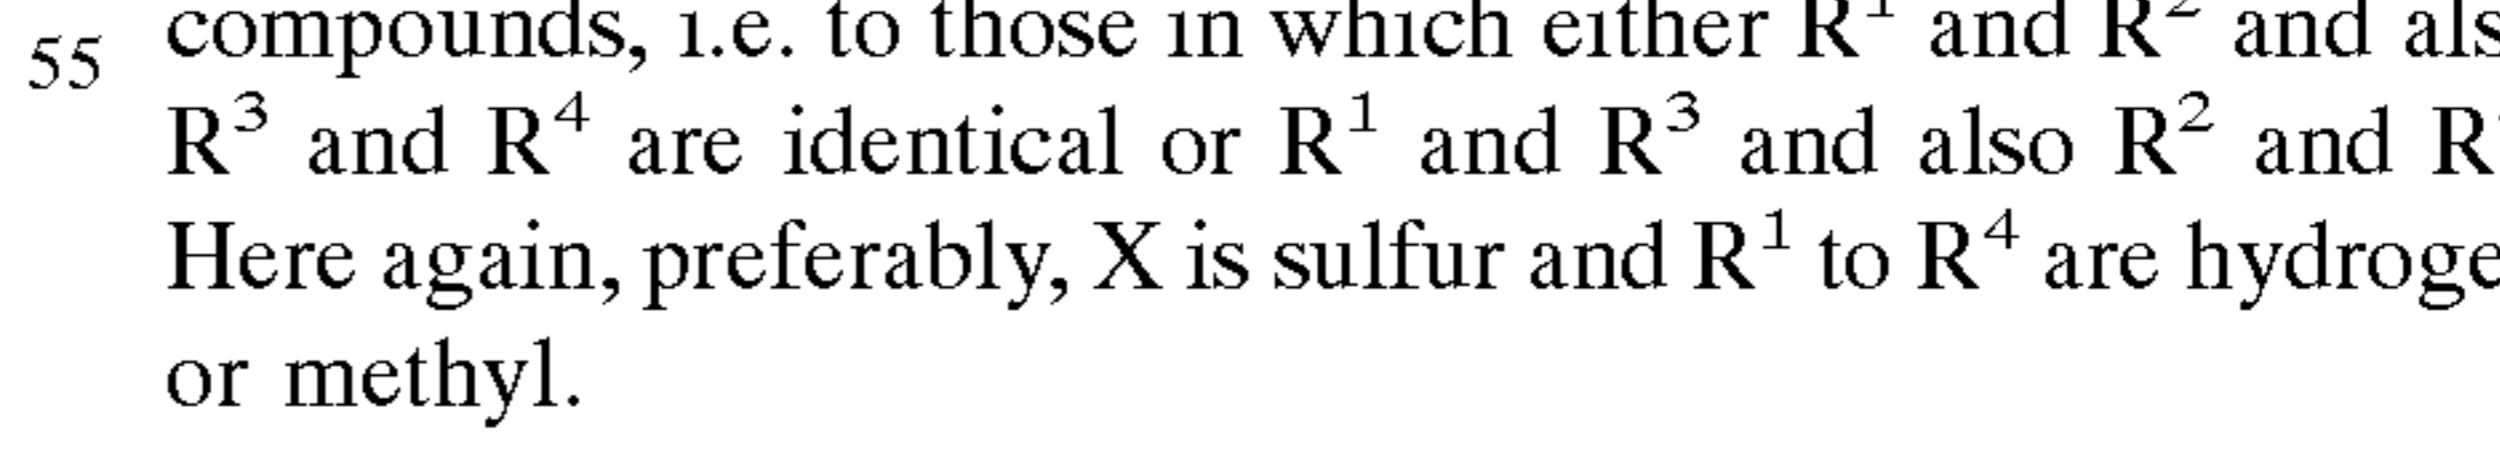 55 compounds, i.e. to those in which either R¹ and R² and als
R³ and R⁴ are identical or R¹ and R³ and also R² and R
Here again, preferably, X is sulfur and R¹ to R⁴ are hydroge
or methyl.